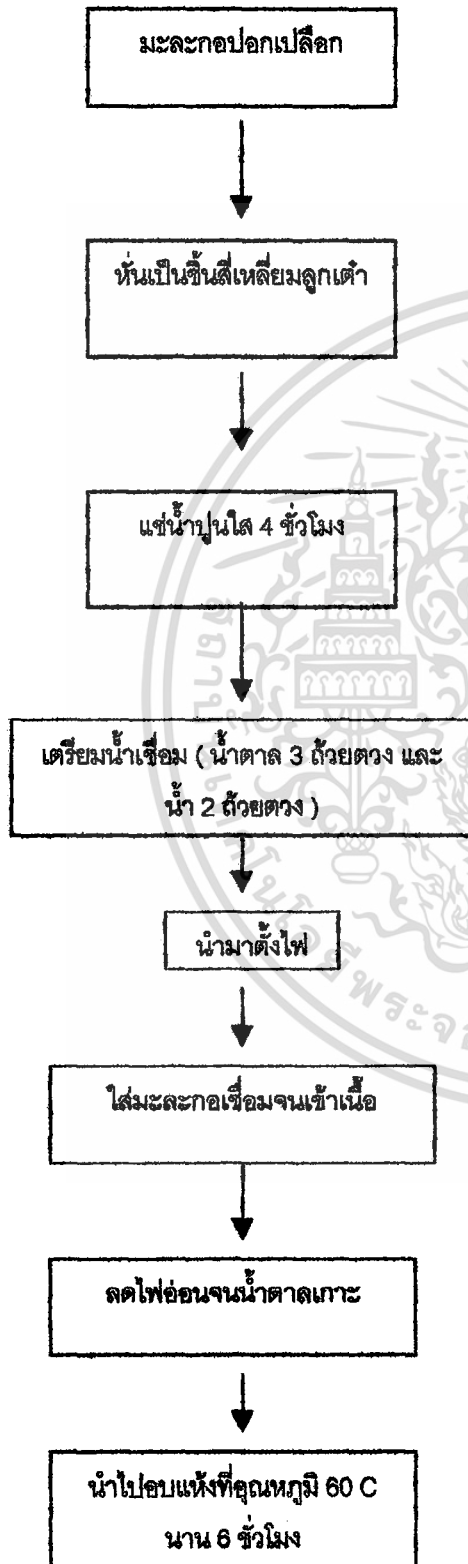 มะละกอปอกเปลือก
หั่นเป็นชิ้นสี่เหลี่ยมลูกเต๋า
แช่น้ำปูนใส 4 ชั่วโมง
เตรียมน้ำเชื่อม ( น้ำตาล 3 ถ้วยตวง และ
น้ำ 2 ถ้วยตวง )
นำมาตั้งไฟ
ใส่มะละกอเชื่อมจนเข้าเนื้อ
ลดไฟอ่อนจนน้ำตาลเกาะ
นำไปอบแห้งที่อุณหภูมิ 60 C
นาน 6 ชั่วโมง